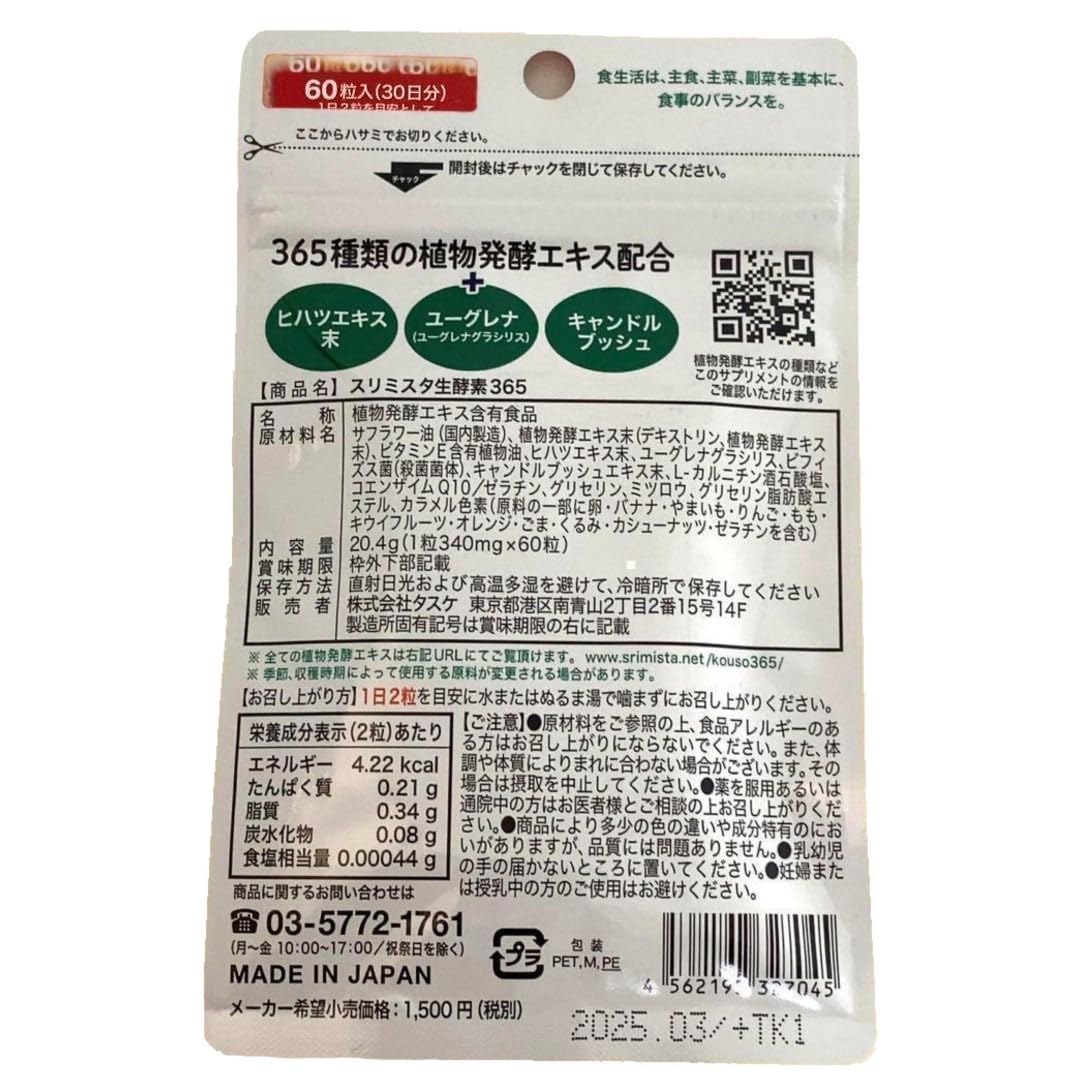 60粒入(30日分)
1日2粒を目安として
食生活は、主食、主菜、副菜を基本に、
食事のバランスを。
ここからハサミでお切りください。
チャック
開封後はチャックを閉じて保存してください。
365種類の植物発酵エキス配合
+
ヒハツエキス
末
ユーグレナ
(ユーグレナグラシリス)
キャンドル
ブッシュ
植物発酵エキスの種類など
このサプリメントの情報を
ご確認いただけます。
【商品名】スリミスタ生酵素365
名称 植物発酵エキス含有食品
原材料名 サフラワー油(国内製造)、植物発酵エキス末(デキストリン、植物発酵エキス
末)、ビタミンE含有植物油、ヒハツエキス末、ユーグレナグラシリス、ビフィ
ズス菌(殺菌菌体)、キャンドルブッシュエキス末、L-カルニチン酒石酸塩、
コエンザイムQ10/ゼラチン、グリセリン、ミツロウ、グリセリン脂肪酸エ
ステル、カラメル色素(原料の一部に卵・バナナ・やまいも・りんご・もも・
キウイフルーツ・オレンジ・ごま・くるみ・カシューナッツ・ゼラチンを含む)
内容量 20.4g(1粒340mg×60粒)
賞味期限 枠外下部記載
保存方法 直射日光および高温多湿を避けて、冷暗所で保存してください
販売者 株式会社タスケ 東京都港区南青山2丁目2番15号14F
製造所固有記号は賞味期限の右に記載
※ 全ての植物発酵エキスは右記URLにてご覧頂けます。 www.srimista.net/kouso365/
※ 季節、収穫時期によって使用する原料が変更される場合があります。
【お召し上がり方】1日2粒を目安に水またはぬるま湯で噛まずにお召し上がりください。
栄養成分表示(2粒)あたり
エネルギー 4.22 kcal
たんぱく質 0.21 g
脂質 0.34 g
炭水化物 0.08 g
食塩相当量 0.00044 g
【ご注意】●原材料をご参照の上、食品アレルギーのあ
る方はお召し上がりにならないでください。また、体
調や体質によりまれに合わない場合がございます。その
場合は摂取を中止してください。●薬を服用あるいは
通院中の方はお医者様とご相談の上お召し上がりくだ
さい。●商品により多少の色の違いや成分特有のにお
いがありますが、品質には問題ありません。●乳幼児
の手の届かないところに置いてください。●妊婦また
は授乳中の方のご使用はお避けください。
商品に関するお問い合わせは
☎ 03-5772-1761
(月〜金 10:00〜17:00/祝祭日を除く)
MADE IN JAPAN
メーカー希望小売価格:1,500円(税別)
プラ
包装
PET,M,PE
2025.03/+TK1